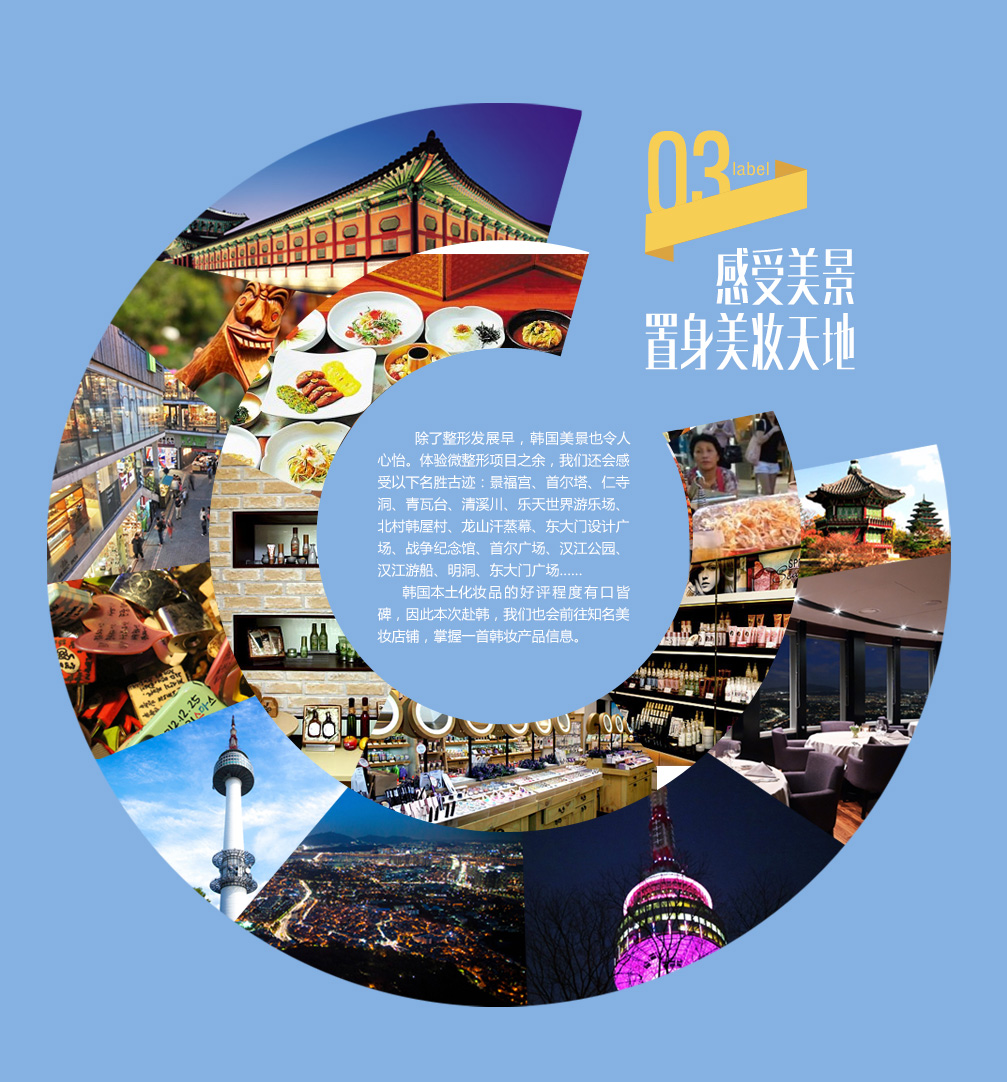 03
label
感受美景
置身美妆天地
除了整形发展早，韩国美景也令人
心怡。体验微整形项目之余，我们还会感
受以下名胜古迹：景福宫、首尔塔、仁寺
洞、青瓦台、清溪川、乐天世界游乐场、
北村韩屋村、龙山汗蒸幕、东大门设计广
场、战争纪念馆、首尔广场、汉江公园、
汉江游船、明洞、东大门广场......
韩国本土化妆品的好评程度有口皆
碑，因此本次赴韩，我们也会前往知名美
妆店铺，掌握一首韩妆产品信息。